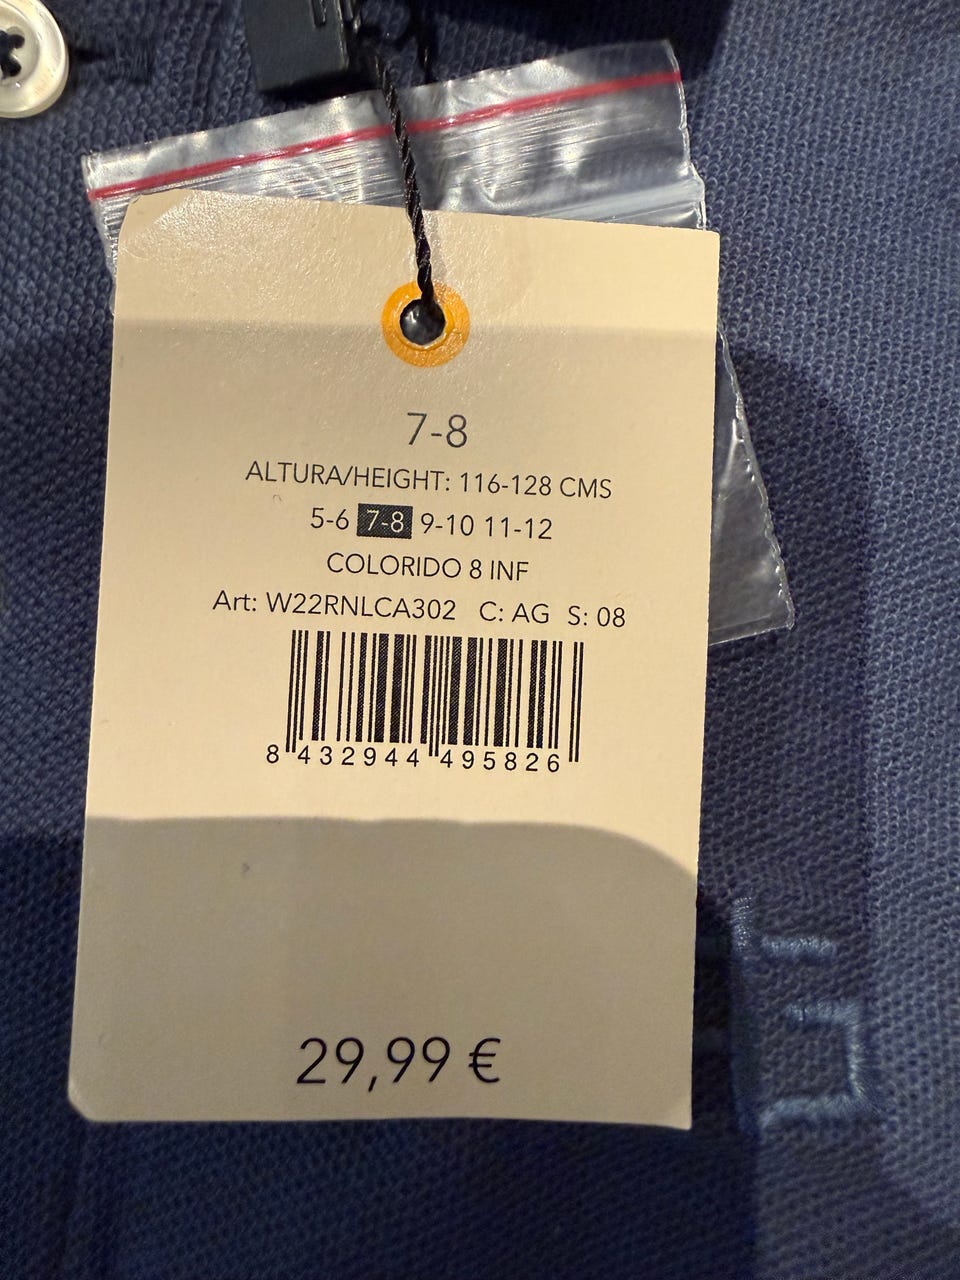 7-8
ALTURA/HEIGHT: 116-128 CMS
5-6 7-8 9-10 11-12
COLORIDO 8 INF
Art: W22RNLCA302 C: AG S: 08
8 432944 495826
29,99 €